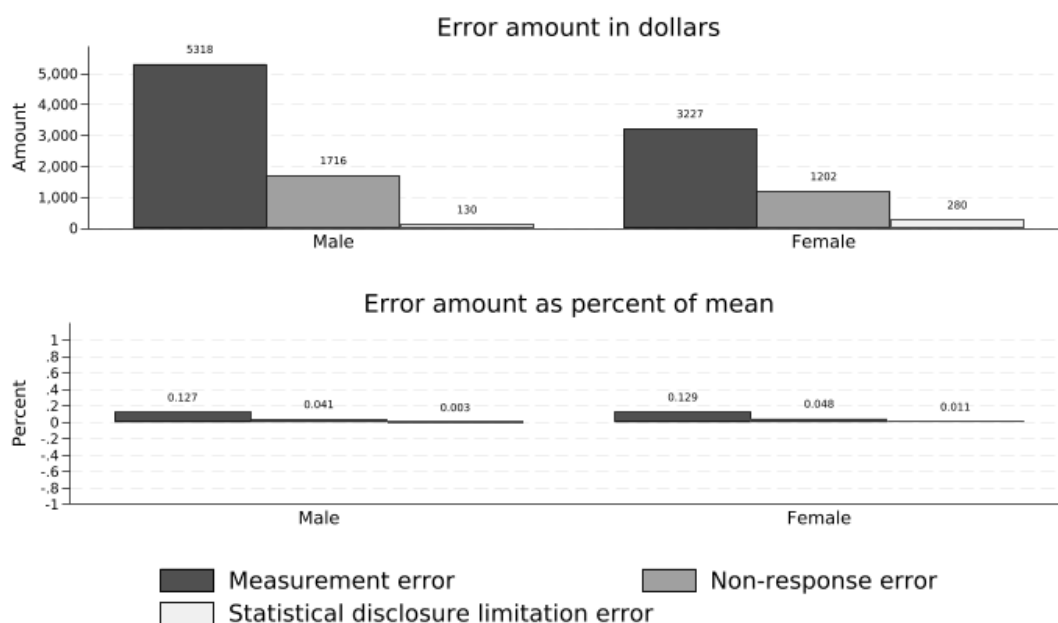 Error amount in dollars
Amount
5,000
4,000
3,000
2,000
1,000
0
5318
1716
130
3227
1202
280
Male
Female
Error amount as percent of mean
Percent
1
.8
.6
.4
.2
0
-.2
-.4
-.6
-.8
-1
0.127
0.041
0.003
0.129
0.048
0.011
Male
Female
Measurement error
Non-response error
Statistical disclosure limitation error